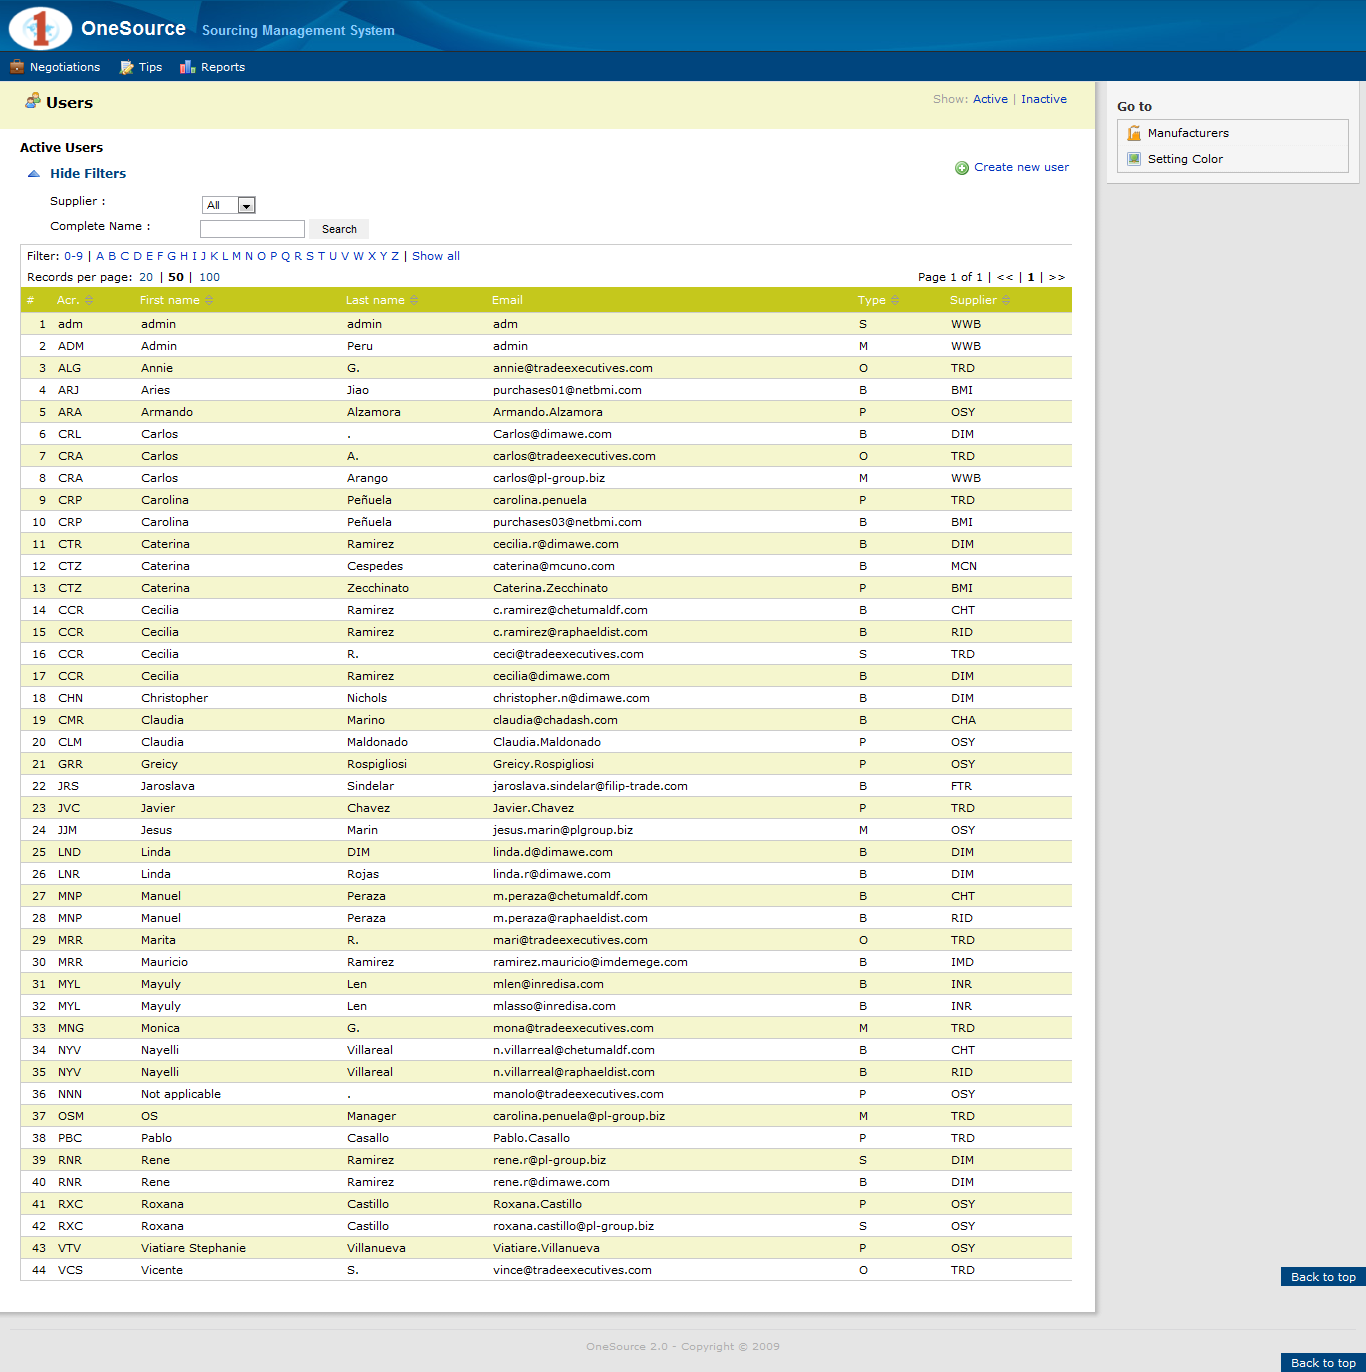 1 OneSource Sourcing Management System
Negotiations Tips Reports
Users Show: Active | Inactive
Go to
Manufacturers
Setting Color
Active Users
Hide Filters Create new user
Supplier : All
Complete Name : Search
Filter: 0-9 | A B C D E F G H I J K L M N O P Q R S T U V W X Y Z | Show all
Records per page: 20 | 50 | 100 Page 1 of 1 | << | 1 | >>
# Acr. First name Last name Email Type Supplier
1 adm admin admin adm S WWB
2 ADM Admin Peru admin M WWB
3 ALG Annie G. annie@tradeexecutives.com O TRD
4 ARJ Aries Jiao purchases01@netbmi.com B BMI
5 ARA Armando Alzamora Armando.Alzamora P OSY
6 CRL Carlos . Carlos@dimawe.com B DIM
7 CRA Carlos A. carlos@tradeexecutives.com O TRD
8 CRA Carlos Arango carlos@pl-group.biz M WWB
9 CRP Carolina Peñuela carolina.penuela P TRD
10 CRP Carolina Peñuela purchases03@netbmi.com B BMI
11 CTR Caterina Ramirez cecilia.r@dimawe.com B DIM
12 CTZ Caterina Cespedes caterina@mcuno.com B MCN
13 CTZ Caterina Zecchinato Caterina.Zecchinato P BMI
14 CCR Cecilia Ramirez c.ramirez@chetumaldf.com B CHT
15 CCR Cecilia Ramirez c.ramirez@raphaeldist.com B RID
16 CCR Cecilia R. ceci@tradeexecutives.com S TRD
17 CCR Cecilia Ramirez cecilia@dimawe.com B DIM
18 CHN Christopher Nichols christopher.n@dimawe.com B DIM
19 CMR Claudia Marino claudia@chadash.com B CHA
20 CLM Claudia Maldonado Claudia.Maldonado P OSY
21 GRR Greicy Rospigliosi Greicy.Rospigliosi P OSY
22 JRS Jaroslava Sindelar jaroslava.sindelar@filip-trade.com B FTR
23 JVC Javier Chavez Javier.Chavez P TRD
24 JJM Jesus Marin jesus.marin@plgroup.biz M OSY
25 LND Linda DIM linda.d@dimawe.com B DIM
26 LNR Linda Rojas linda.r@dimawe.com B DIM
27 MNP Manuel Peraza m.peraza@chetumaldf.com B CHT
28 MNP Manuel Peraza m.peraza@raphaeldist.com B RID
29 MRR Marita R. mari@tradeexecutives.com O TRD
30 MRR Mauricio Ramirez ramirez.mauricio@imdemege.com B IMD
31 MYL Mayuly Len mlen@inredisa.com B INR
32 MYL Mayuly Len mlasso@inredisa.com B INR
33 MNG Monica G. mona@tradeexecutives.com M TRD
34 NYV Nayelli Villareal n.villarreal@chetumaldf.com B CHT
35 NYV Nayelli Villareal n.villarreal@raphaeldist.com B RID
36 NNN Not applicable . manolo@tradeexecutives.com P OSY
37 OSM OS Manager carolina.penuela@pl-group.biz M TRD
38 PBC Pablo Casallo Pablo.Casallo P TRD
39 RNR Rene Ramirez rene.r@pl-group.biz S DIM
40 RNR Rene Ramirez rene.r@dimawe.com B DIM
41 RXC Roxana Castillo Roxana.Castillo P OSY
42 RXC Roxana Castillo roxana.castillo@pl-group.biz S OSY
43 VTV Viatiare Stephanie Villanueva Viatiare.Villanueva P OSY
44 VCS Vicente S. vince@tradeexecutives.com O TRD
Back to top
OneSource 2.0 - Copyright © 2009
Back to top